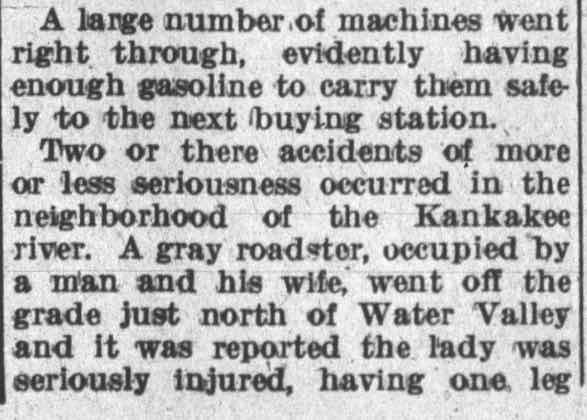 A large number of machines went
right through, evidently having
enough gasoline to carry them safe-
ly to the next buying station.
Two or there accidents of more
or less seriousness occurred in the
neighborhood of the Kankakee
river. A gray roadster, occupied by
a man and his wife, went off the
grade just north of Water Valley
and it was reported the lady was
seriously injured, having one leg